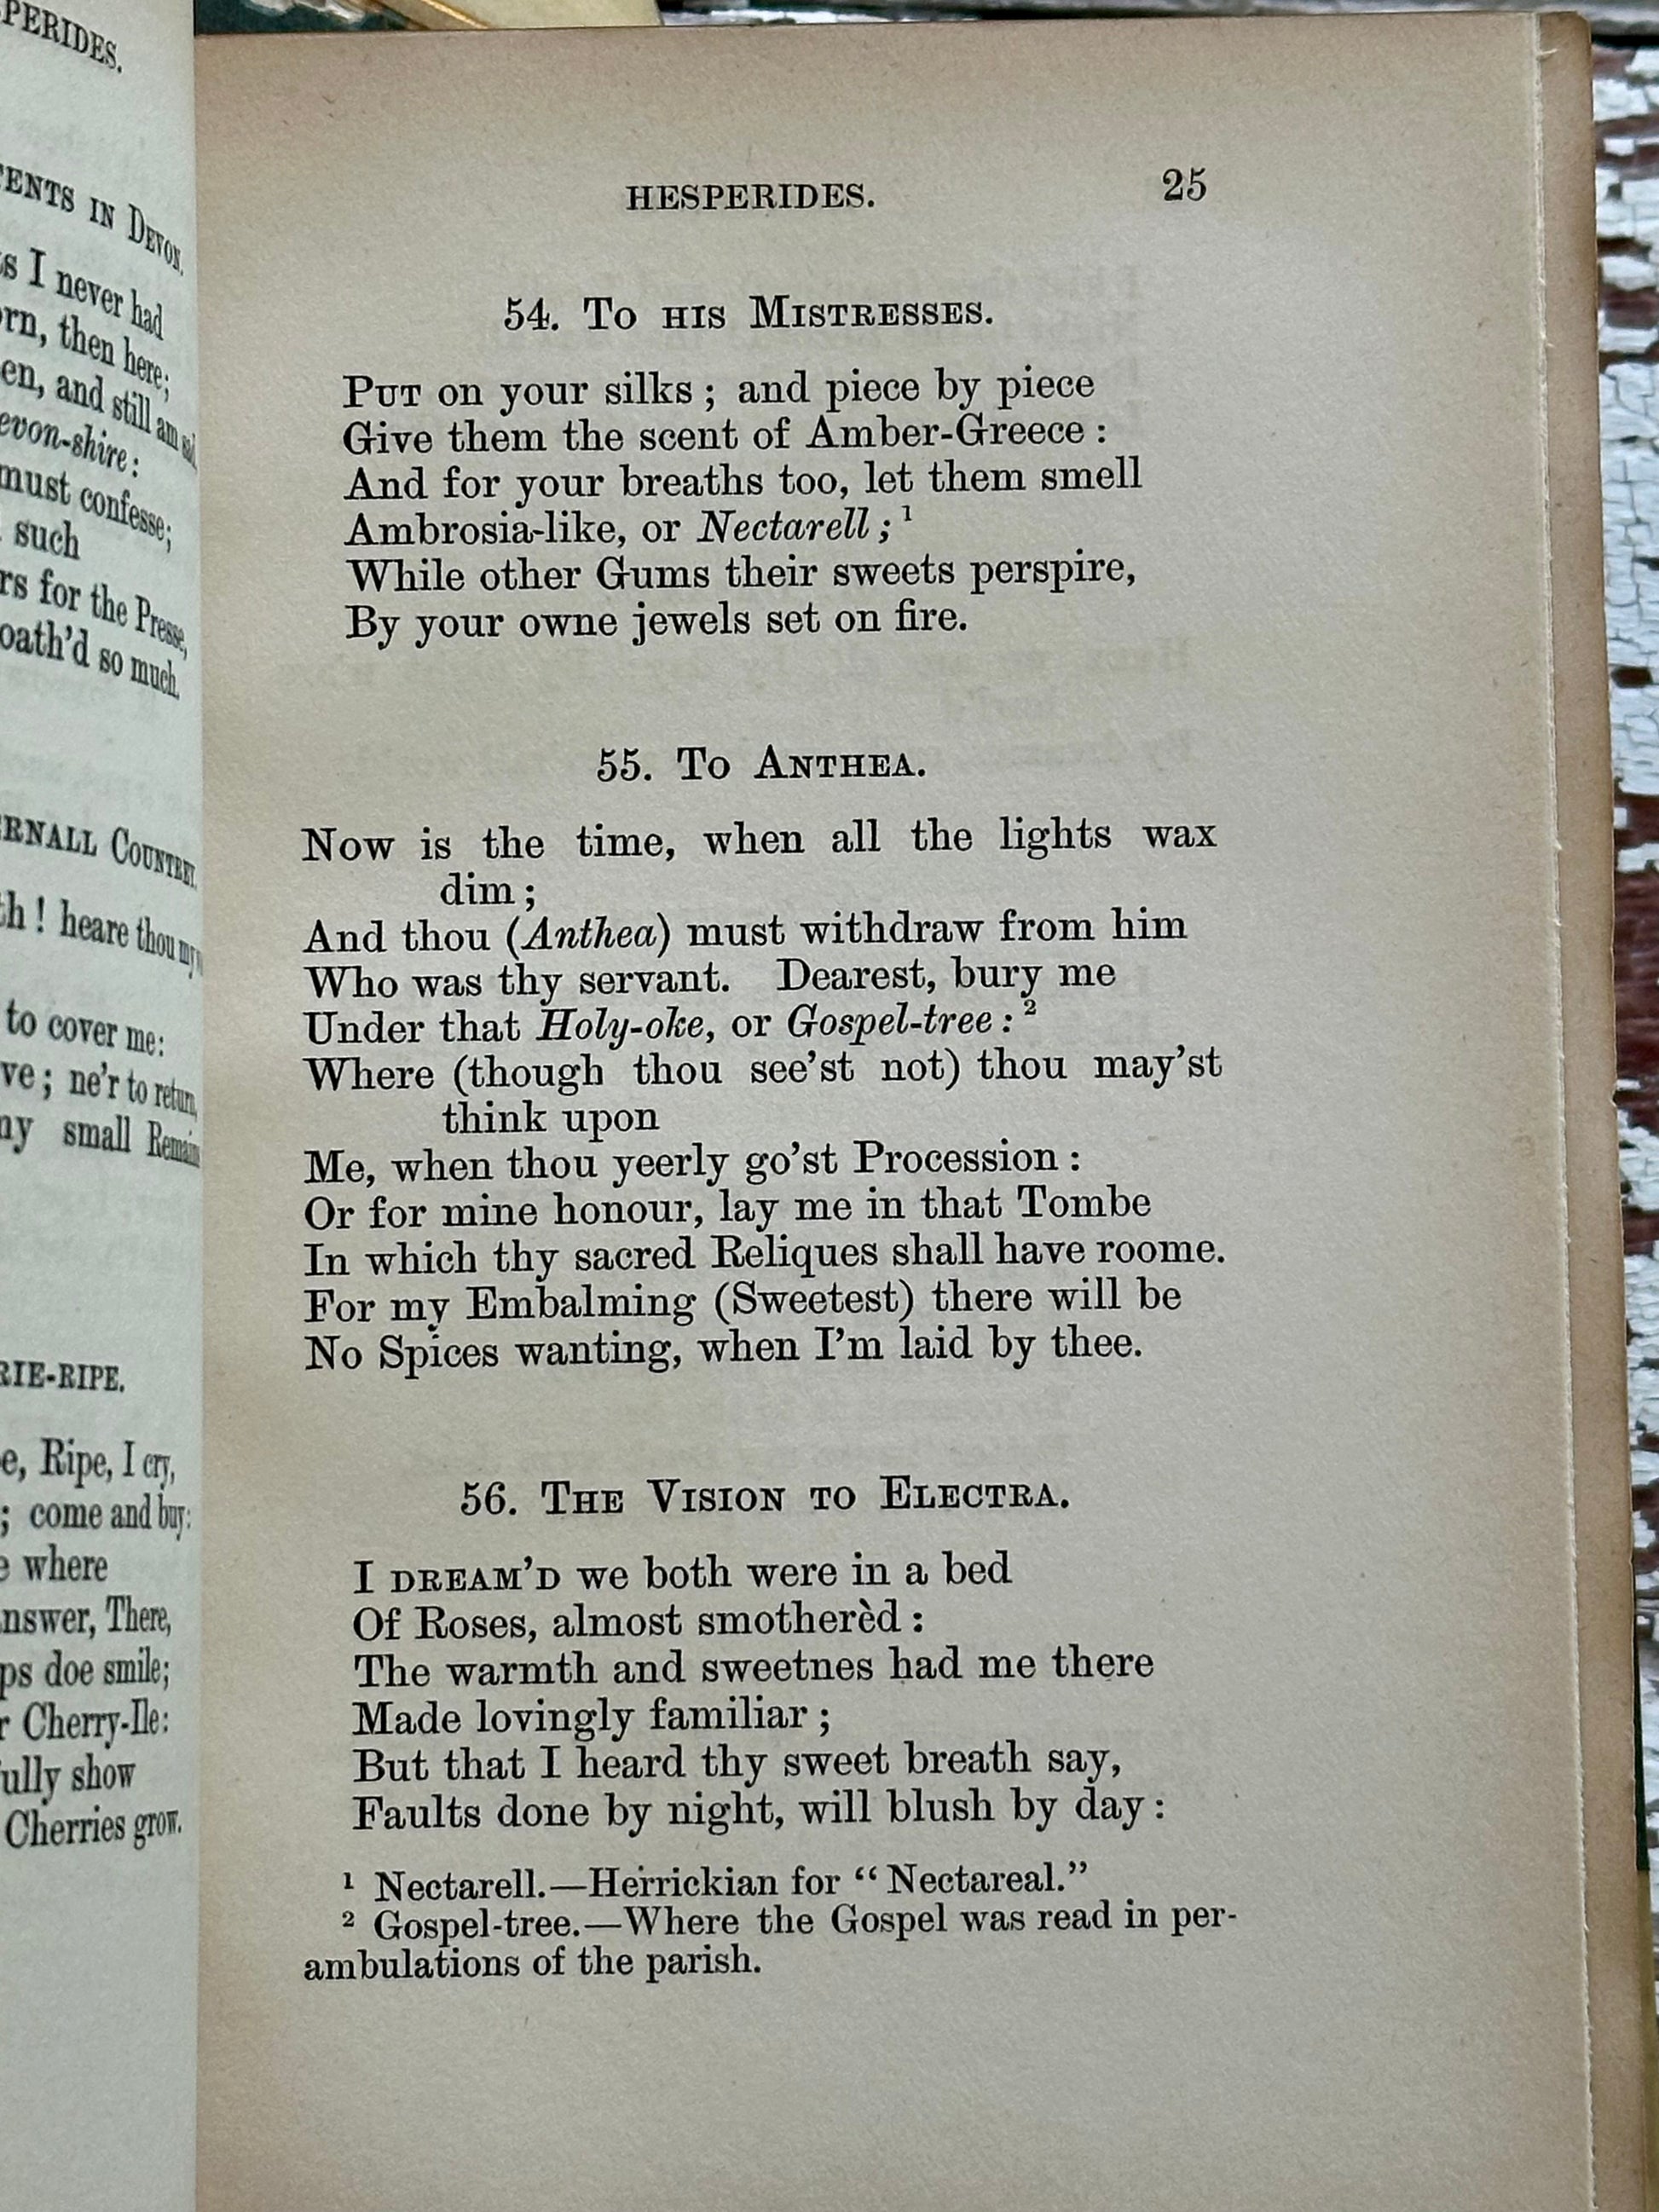 PERIDES.
ENTS IN DEVON.
s I never had
rn, then here;
en, and still am sad,
evon-shire:
must confesse;
such
rs for the Presse,
oath'd so much.
ERNALL COUNTREY.
th! heare thou my
to cover me:
ve; ne'r to return,
my small Remains
RIE-RIPE.
e, Ripe, I cry,
; come and buy:
e where
nswer, There,
ps doe smile;
r Cherry-Ile:
fully show
Cherries grow.
HESPERIDES. 25
54. TO HIS MISTRESSES.
PUT on your silks; and piece by piece
Give them the scent of Amber-Greece:
And for your breaths too, let them smell
Ambrosia-like, or Nectarell;¹
While other Gums their sweets perspire,
By your owne jewels set on fire.
55. TO ANTHEA.
NOW is the time, when all the lights wax
dim;
And thou (Anthea) must withdraw from him
Who was thy servant. Dearest, bury me
Under that Holy-oke, or Gospel-tree:²
Where (though thou see'st not) thou may'st
think upon
Me, when thou yeerly go'st Procession:
Or for mine honour, lay me in that Tombe
In which thy sacred Reliques shall have roome.
For my Embalming (Sweetest) there will be
No Spices wanting, when I'm laid by thee.
56. THE VISION TO ELECTRA.
I DREAM'D we both were in a bed
Of Roses, almost smotherèd:
The warmth and sweetnes had me there
Made lovingly familiar;
But that I heard thy sweet breath say,
Faults done by night, will blush by day:
¹ Nectarell.—Herrickian for "Nectareal."
² Gospel-tree.—Where the Gospel was read in per-
ambulations of the parish.